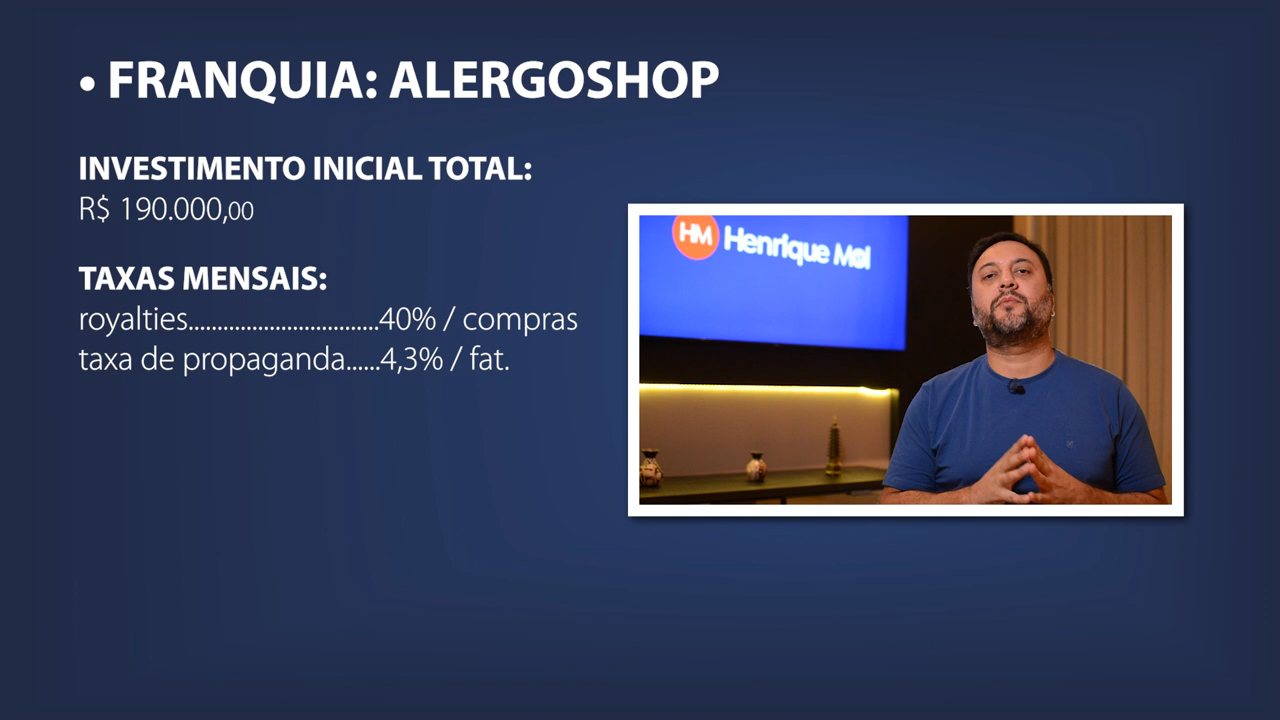 • FRANQUIA: ALERGOSHOP
INVESTIMENTO INICIAL TOTAL:
R$ 190.000,00
TAXAS MENSAIS:
royalties.................................40% / compras
taxa de propaganda......4,3% / fat.
HM Henrique Mol